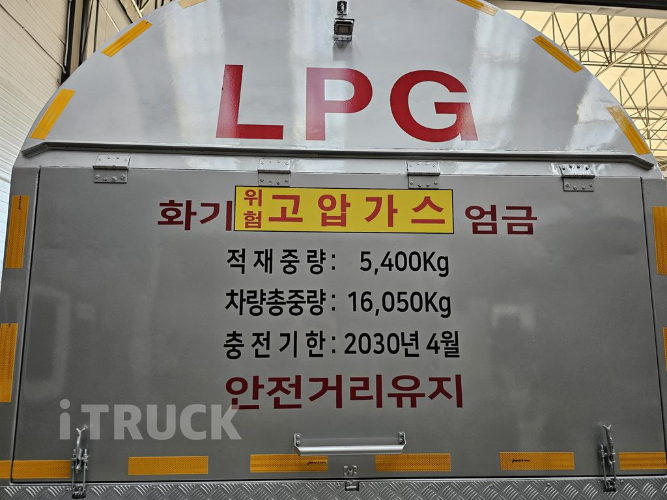 LPG
화기 위험 고압가스 엄금
적재중량: 5,400Kg
차량총중량: 16,050Kg
충전기한: 2030년 4월
안전거리유지
iTRUCK